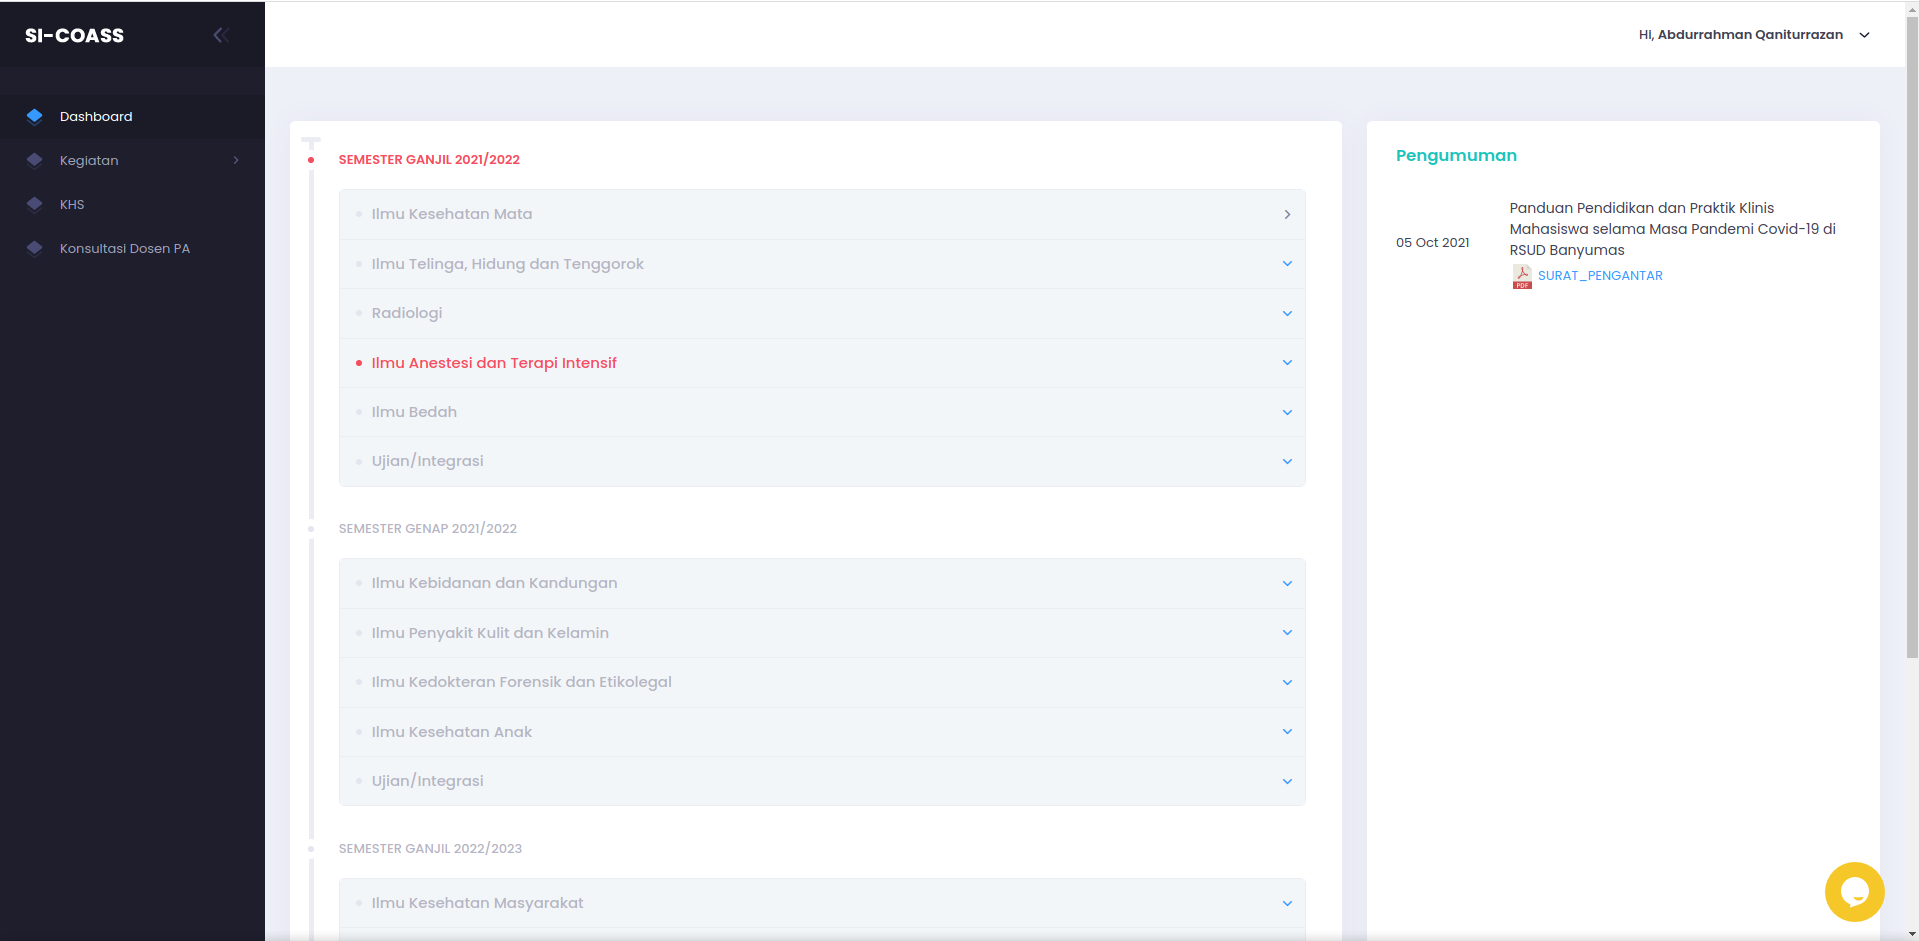 SI-COASS
Hi, Abdurrahman Qaniturrazan
Dashboard
Kegiatan
KHS
Konsultasi Dosen PA
SEMESTER GANJIL 2021/2022
Ilmu Kesehatan Mata
Ilmu Telinga, Hidung dan Tenggorok
Radiologi
Ilmu Anestesi dan Terapi Intensif
Ilmu Bedah
Ujian/Integrasi
SEMESTER GENAP 2021/2022
Ilmu Kebidanan dan Kandungan
Ilmu Penyakit Kulit dan Kelamin
Ilmu Kedokteran Forensik dan Etikolegal
Ilmu Kesehatan Anak
Ujian/Integrasi
SEMESTER GANJIL 2022/2023
Ilmu Kesehatan Masyarakat
Pengumuman
05 Oct 2021
Panduan Pendidikan dan Praktik Klinis
Mahasiswa selama Masa Pandemi Covid-19 di
RSUD Banyumas
PDF
SURAT_PENGANTAR